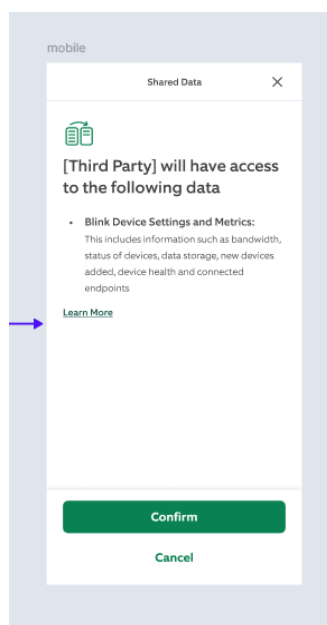 mobile
Shared Data
[Third Party] will have access
to the following data
• Blink Device Settings and Metrics:
This includes information such as bandwidth,
status of devices, data storage, new devices
added, device health and connected
endpoints
Learn More
Confirm
Cancel